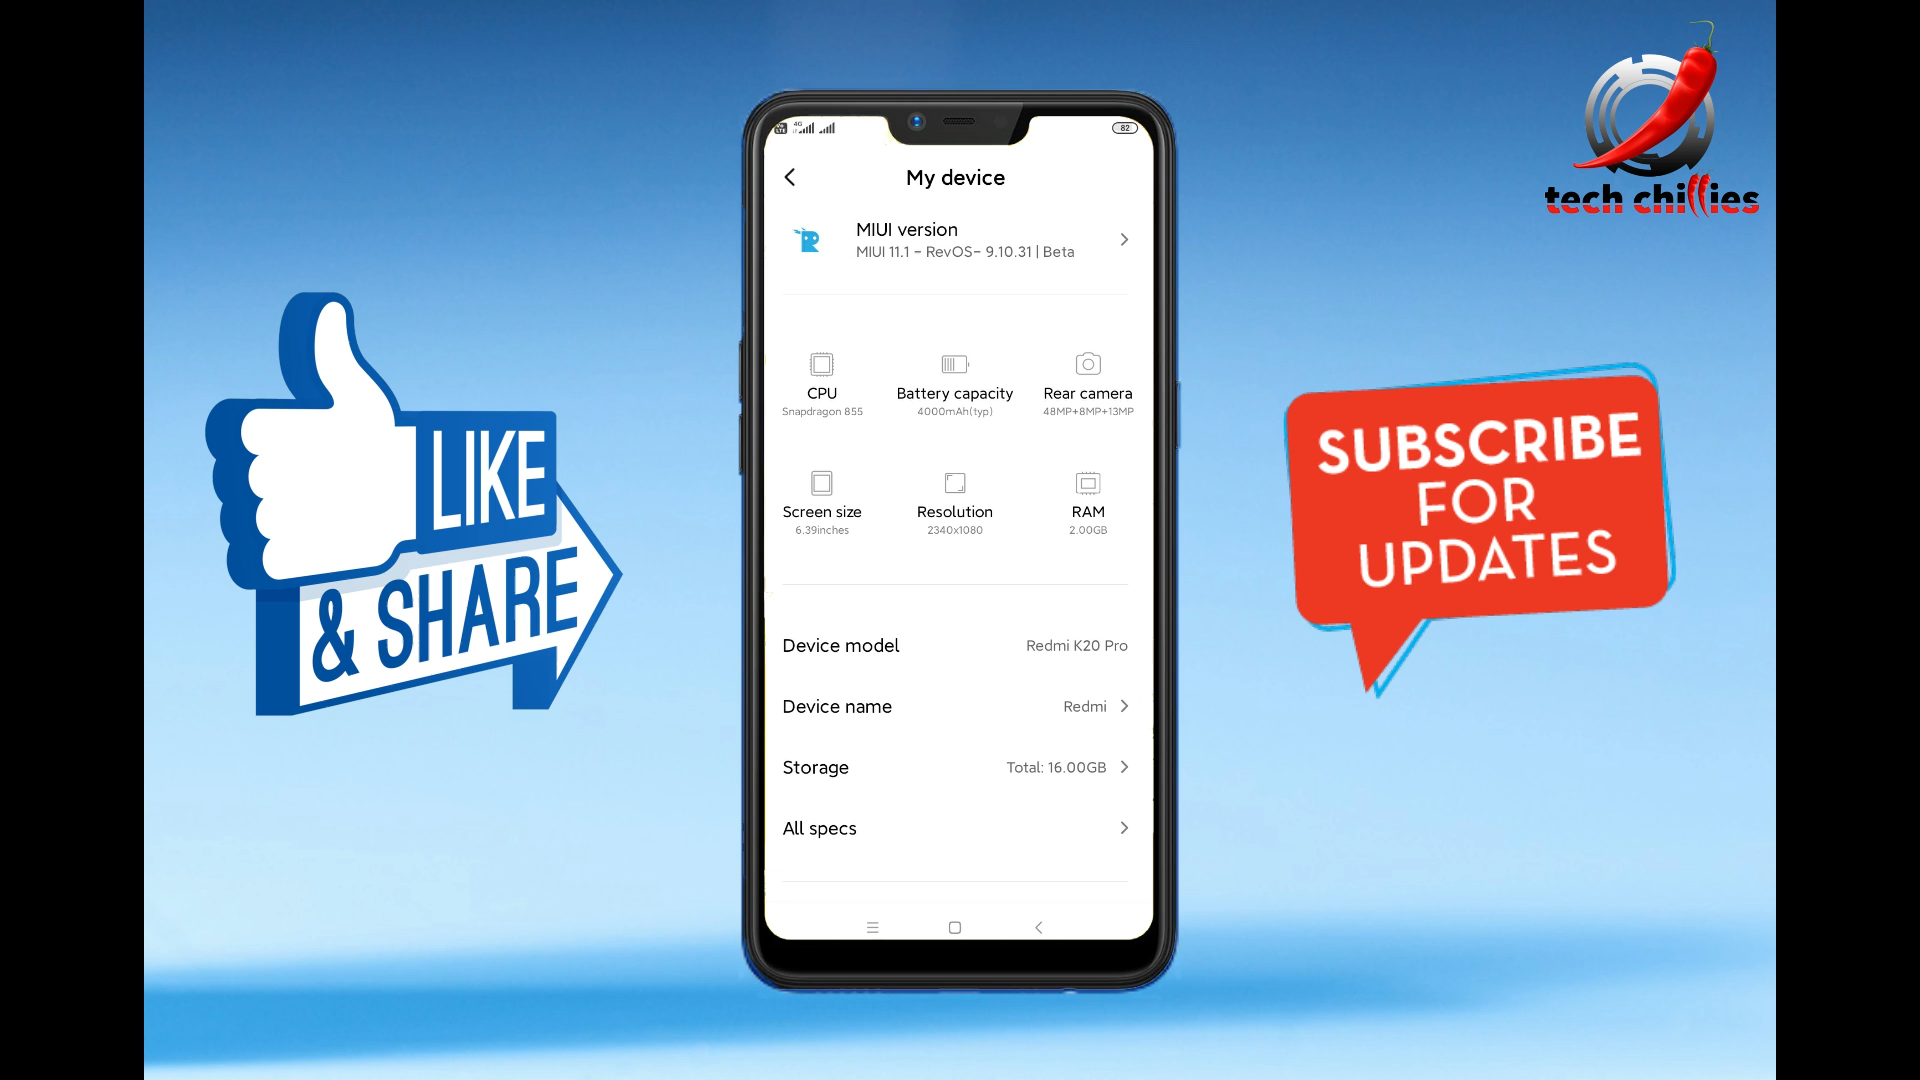 tech chillies
4G
82
My device
MIUI version
MIUI 11.1 - RevOS- 9.10.31 | Beta
CPU
Snapdragon 855
Battery capacity
4000mAh(typ)
Rear camera
48MP+8MP+13MP
Screen size
6.39inches
Resolution
2340x1080
RAM
2.00GB
Device model
Redmi K20 Pro
Device name
Redmi
Storage
Total: 16.00GB
All specs
LIKE
& SHARE
SUBSCRIBE
FOR
UPDATES